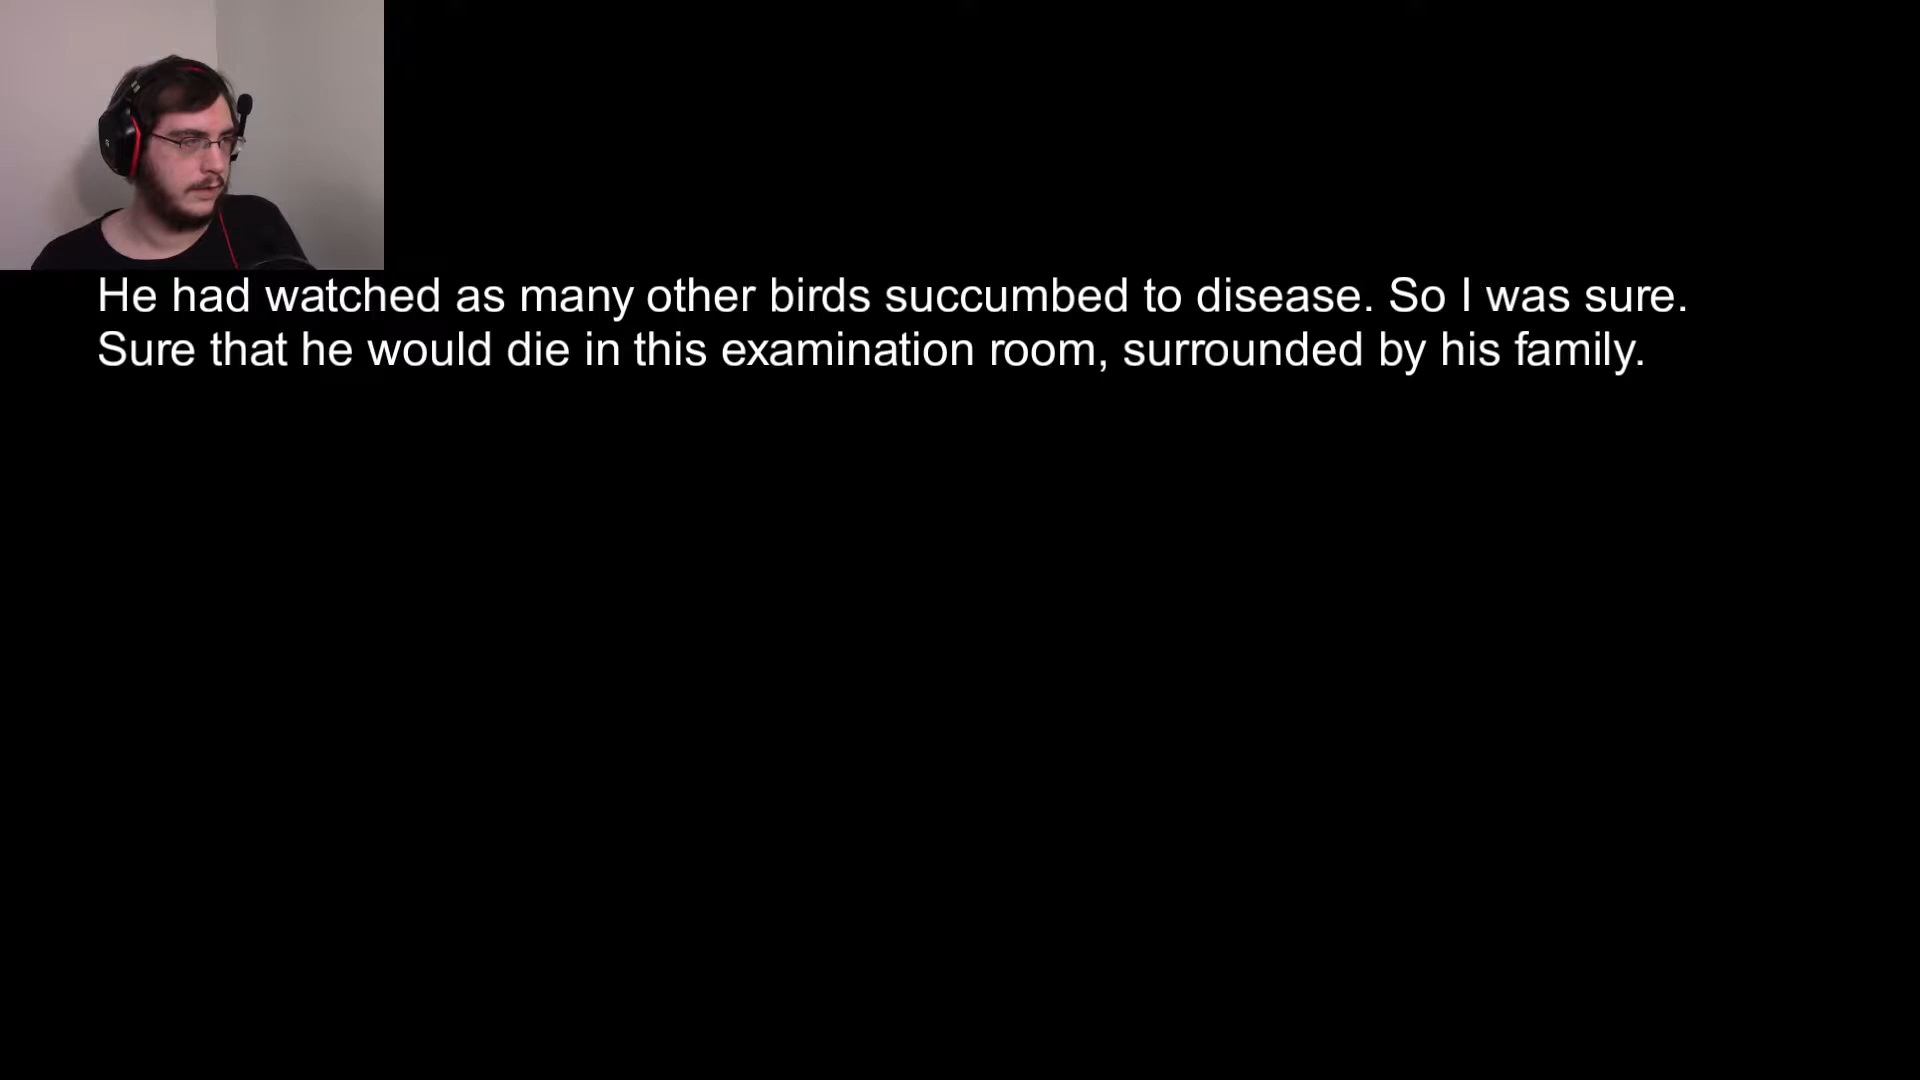 He had watched as many other birds succumbed to disease. So I was sure.
Sure that he would die in this examination room, surrounded by his family.